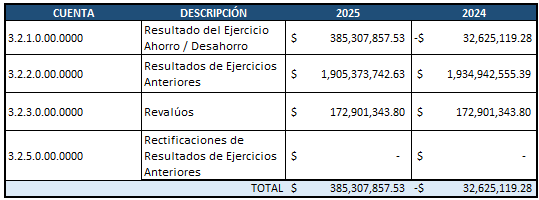 CUENTA DESCRIPCIÓN 2025 2024
3.2.1.0.00.0000 Resultado del Ejercicio Ahorro / Desahorro $ 385,307,857.53 -$ 32,625,119.28
3.2.2.0.00.0000 Resultados de Ejercicios Anteriores $ 1,905,373,742.63 $ 1,934,942,555.39
3.2.3.0.00.0000 Revalúos $ 172,901,343.80 $ 172,901,343.80
3.2.5.0.00.0000 Rectificaciones de Resultados de Ejercicios Anteriores $ - $ -
TOTAL $ 385,307,857.53 -$ 32,625,119.28